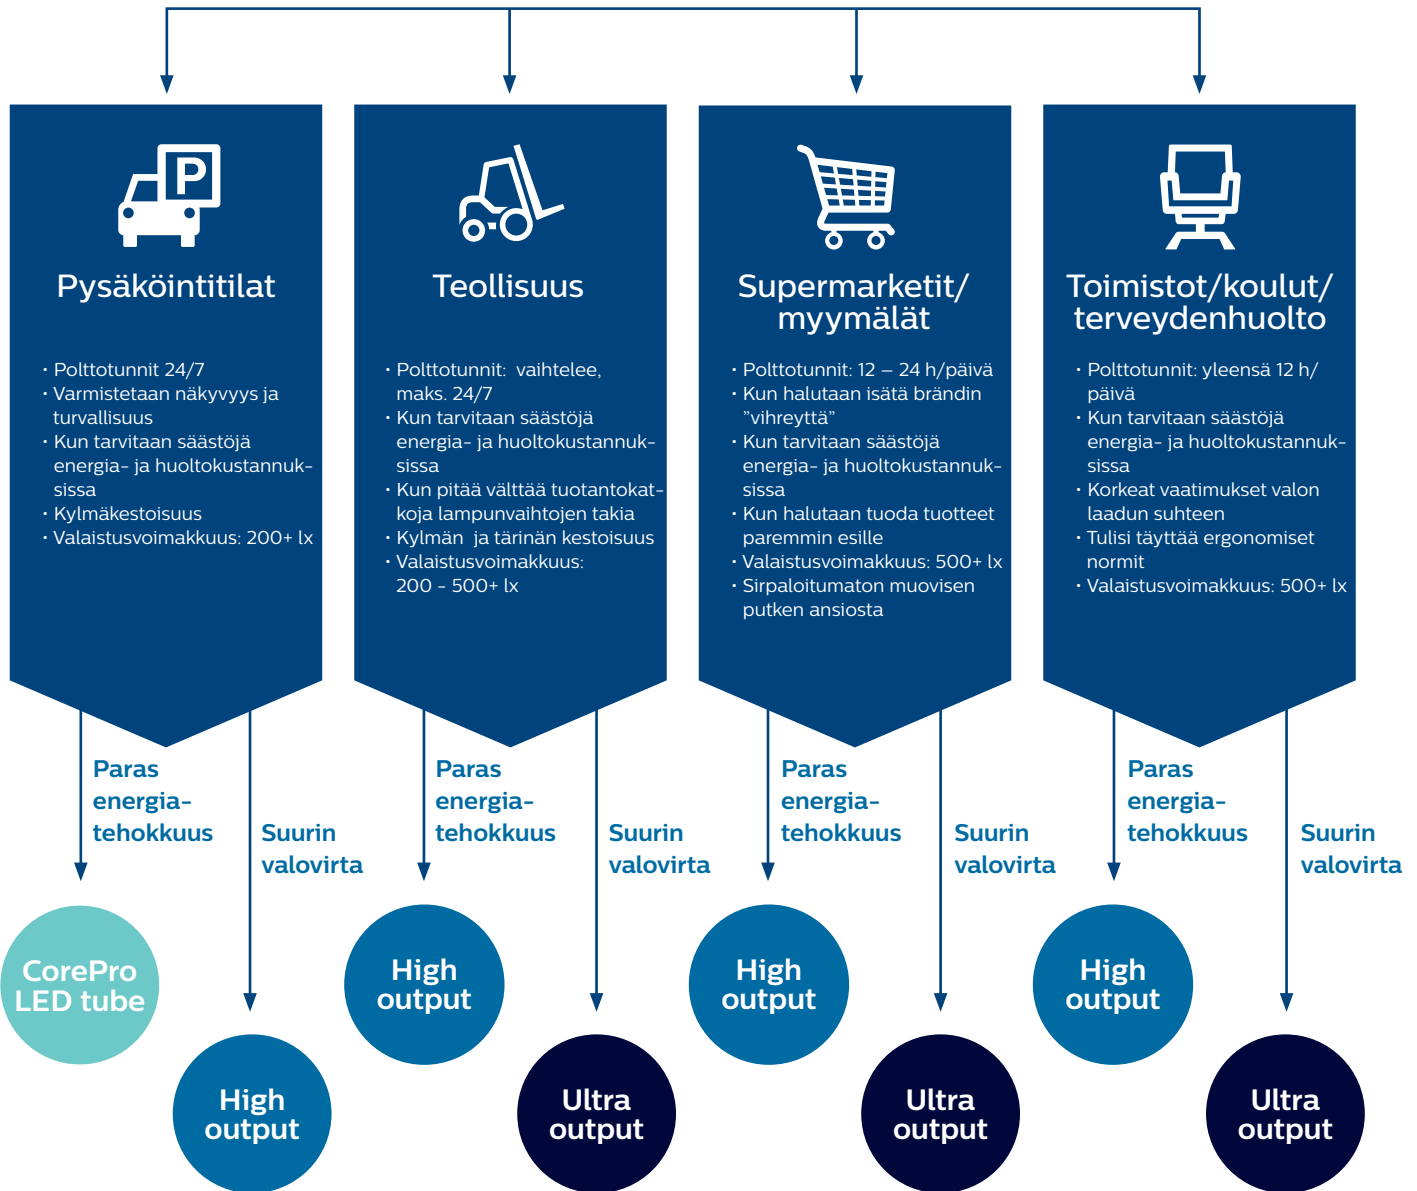 P
Pysäköintitilat
• Polttotunnit 24/7
• Varmistetaan näkyvyys ja
turvallisuus
• Kun tarvitaan säästöjä
energia- ja huoltokustannuk-
sissa
• Kylmäkestoisuus
• Valaistusvoimakkuus: 200+ lx
Teollisuus
• Polttotunnit: vaihtelee,
maks. 24/7
• Kun tarvitaan säästöjä
energia- ja huoltokustannuk-
sissa
• Kun pitää välttää tuotantokat-
koja lampunvaihtojen takia
• Kylmän ja tärinän kestoisuus
• Valaistusvoimakkuus:
200 - 500+ lx
Supermarketit/
myymälät
• Polttotunnit: 12 – 24 h/päivä
• Kun halutaan isätä brändin
”vihreyttä”
• Kun tarvitaan säästöjä
energia- ja huoltokustannuk-
sissa
• Kun halutaan tuoda tuotteet
paremmin esille
• Valaistusvoimakkuus: 500+ lx
• Sirpaloitumaton muovisen
putken ansiosta
Toimistot/koulut/
terveydenhuolto
• Polttotunnit: yleensä 12 h/
päivä
• Kun tarvitaan säästöjä
energia- ja huoltokustannuk-
sissa
• Korkeat vaatimukset valon
laadun suhteen
• Tulisi täyttää ergonomiset
normit
• Valaistusvoimakkuus: 500+ lx
Paras
energia-
tehokkuus
Suurin
valovirta
Paras
energia-
tehokkuus
Suurin
valovirta
Paras
energia-
tehokkuus
Suurin
valovirta
Paras
energia-
tehokkuus
Suurin
valovirta
CorePro
LED tube
High
output
High
output
Ultra
output
High
output
Ultra
output
High
output
Ultra
output